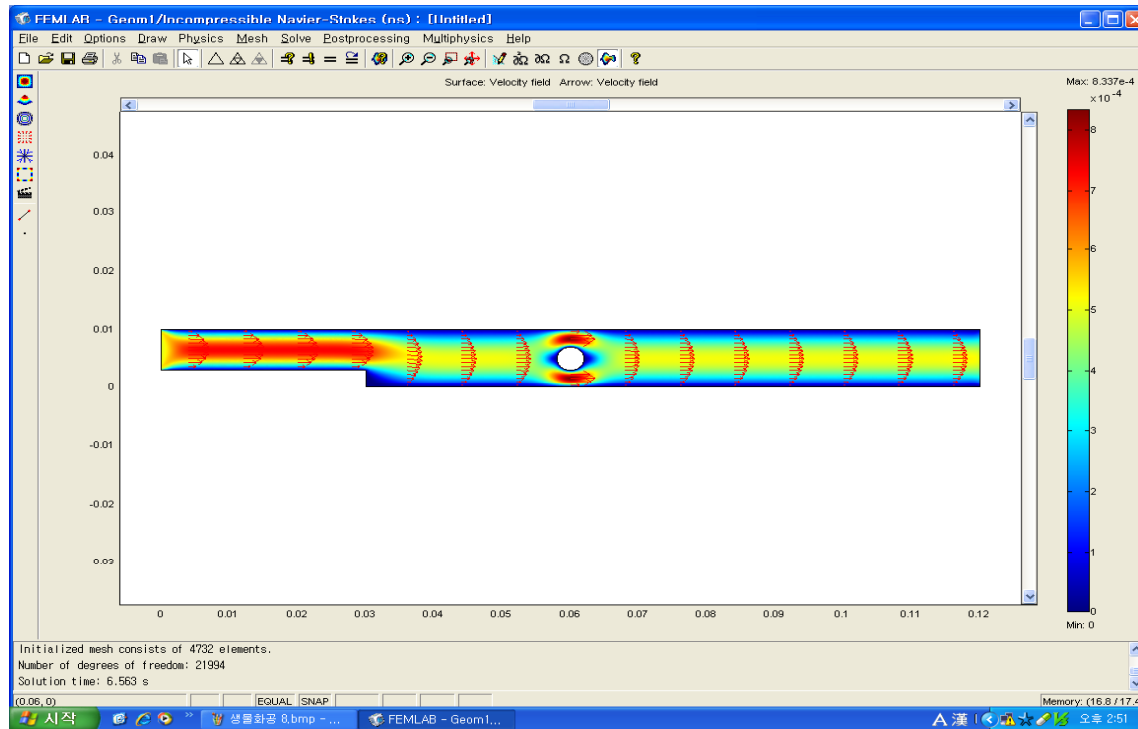 FEMLAB - Geom1/Incompressible Navier-Stokes (ns) : [Untitled]
File Edit Options Draw Physics Mesh Solve Postprocessing Multiphysics Help
Surface: Velocity field Arrow: Velocity field
Max: 8.337e-4
×10⁻⁴
8
7
6
5
4
3
2
1
0
Min: 0
0.04
0.03
0.02
0.01
0
-0.01
-0.02
0 0.01 0.02 0.03 0.04 0.05 0.06 0.07 0.08 0.09 0.1 0.11 0.12
Initialized mesh consists of 4732 elements.
Number of degrees of freedom: 21994
Solution time: 6.563 s
(0.06, 0) EQUAL SNAP Memory: (16.8 / 17.4
시작 생물화공 8.bmp - ... FEMLAB - Geom1... A 漢 오후 2:51